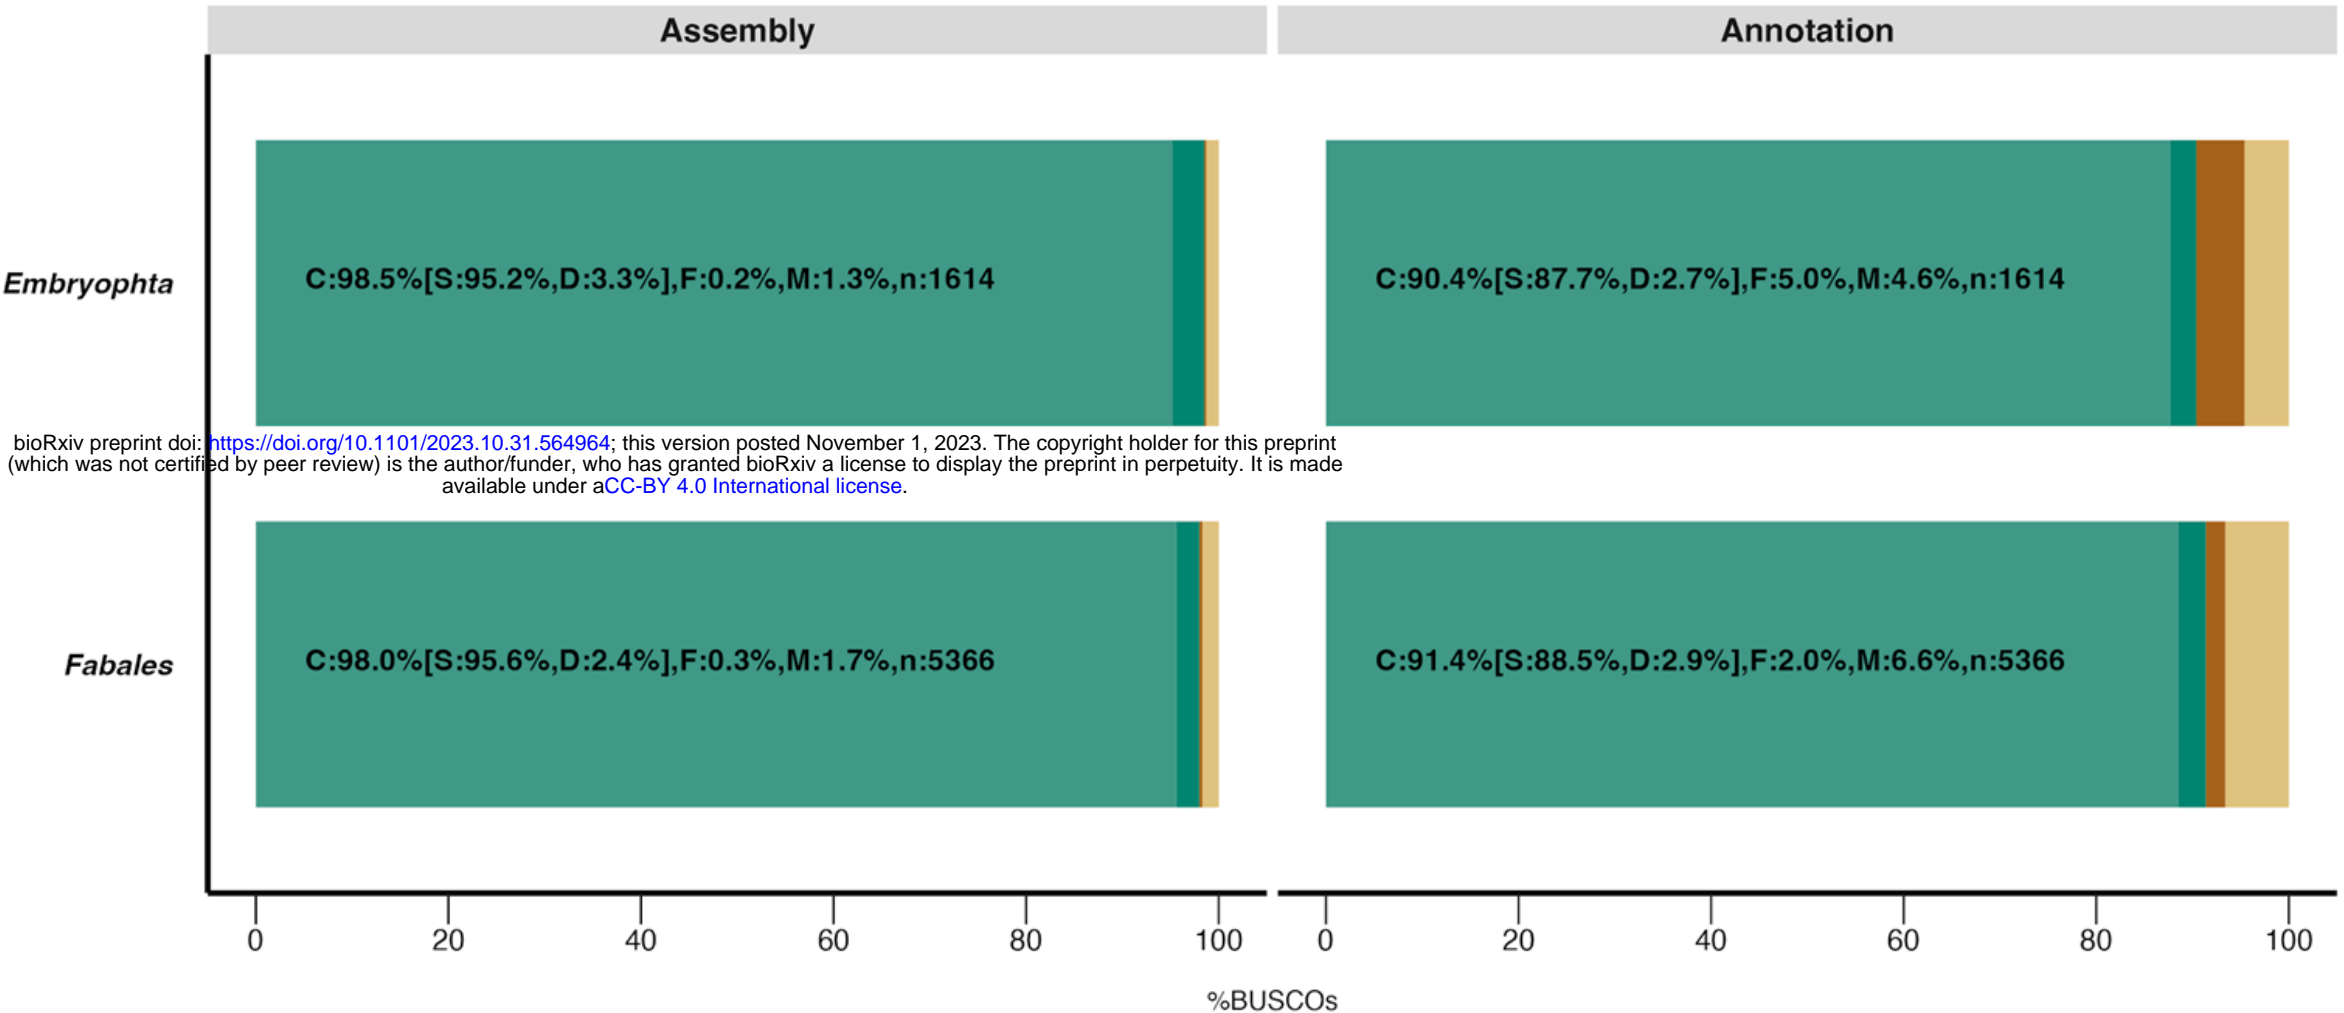 Assembly
Annotation
Embryophta
C:98.5%[S:95.2%,D:3.3%],F:0.2%,M:1.3%,n:1614
C:90.4%[S:87.7%,D:2.7%],F:5.0%,M:4.6%,n:1614
bioRxiv preprint doi: https://doi.org/10.1101/2023.10.31.564964; this version posted November 1, 2023. The copyright holder for this preprint
(which was not certified by peer review) is the author/funder, who has granted bioRxiv a license to display the preprint in perpetuity. It is made
available under aCC-BY 4.0 International license.
Fabales
C:98.0%[S:95.6%,D:2.4%],F:0.3%,M:1.7%,n:5366
C:91.4%[S:88.5%,D:2.9%],F:2.0%,M:6.6%,n:5366
0 20 40 60 80 100
0 20 40 60 80 100
%BUSCOs